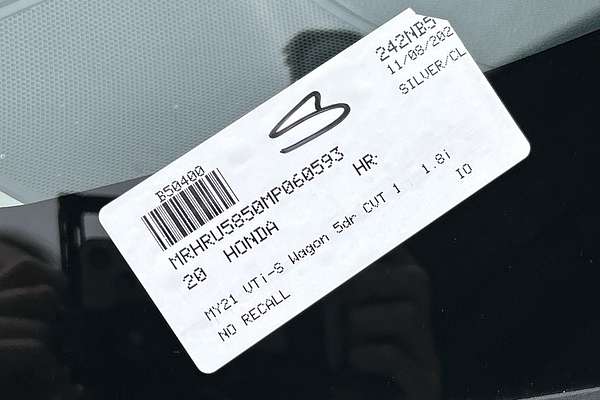 242NB5
11/08/202
SILVER/CL
B50400
MRHRU5850MP060593
20 HONDA HR-
MY21 VTi-S Wagon 5dr CVT 1 1.8i
NO RECALL IO